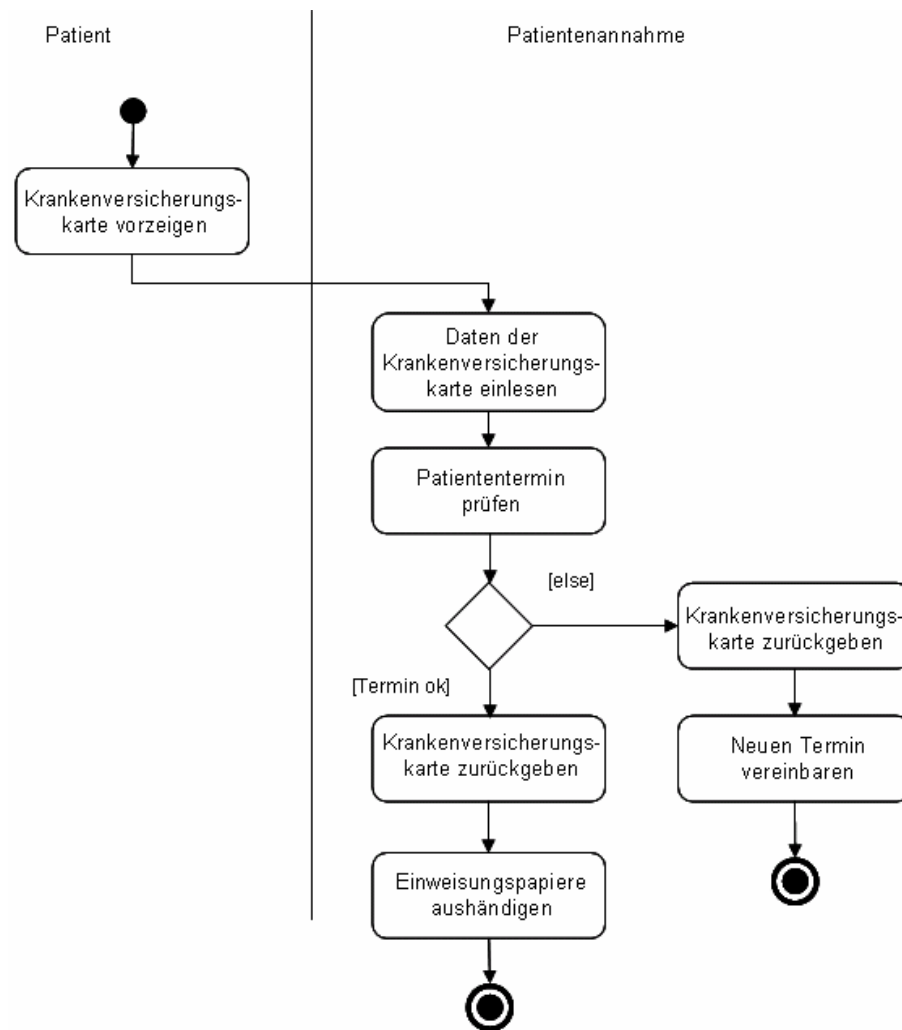 Patient
Patientenannahme
Krankenversicherungs-
karte vorzeigen
Daten der
Krankenversicherungs-
karte einlesen
Patiententermin
prüfen
[else]
Krankenversicherungs-
karte zurückgeben
[Termin ok]
Krankenversicherungs-
karte zurückgeben
Neuen Termin
vereinbaren
Einweisungspapiere
aushändigen